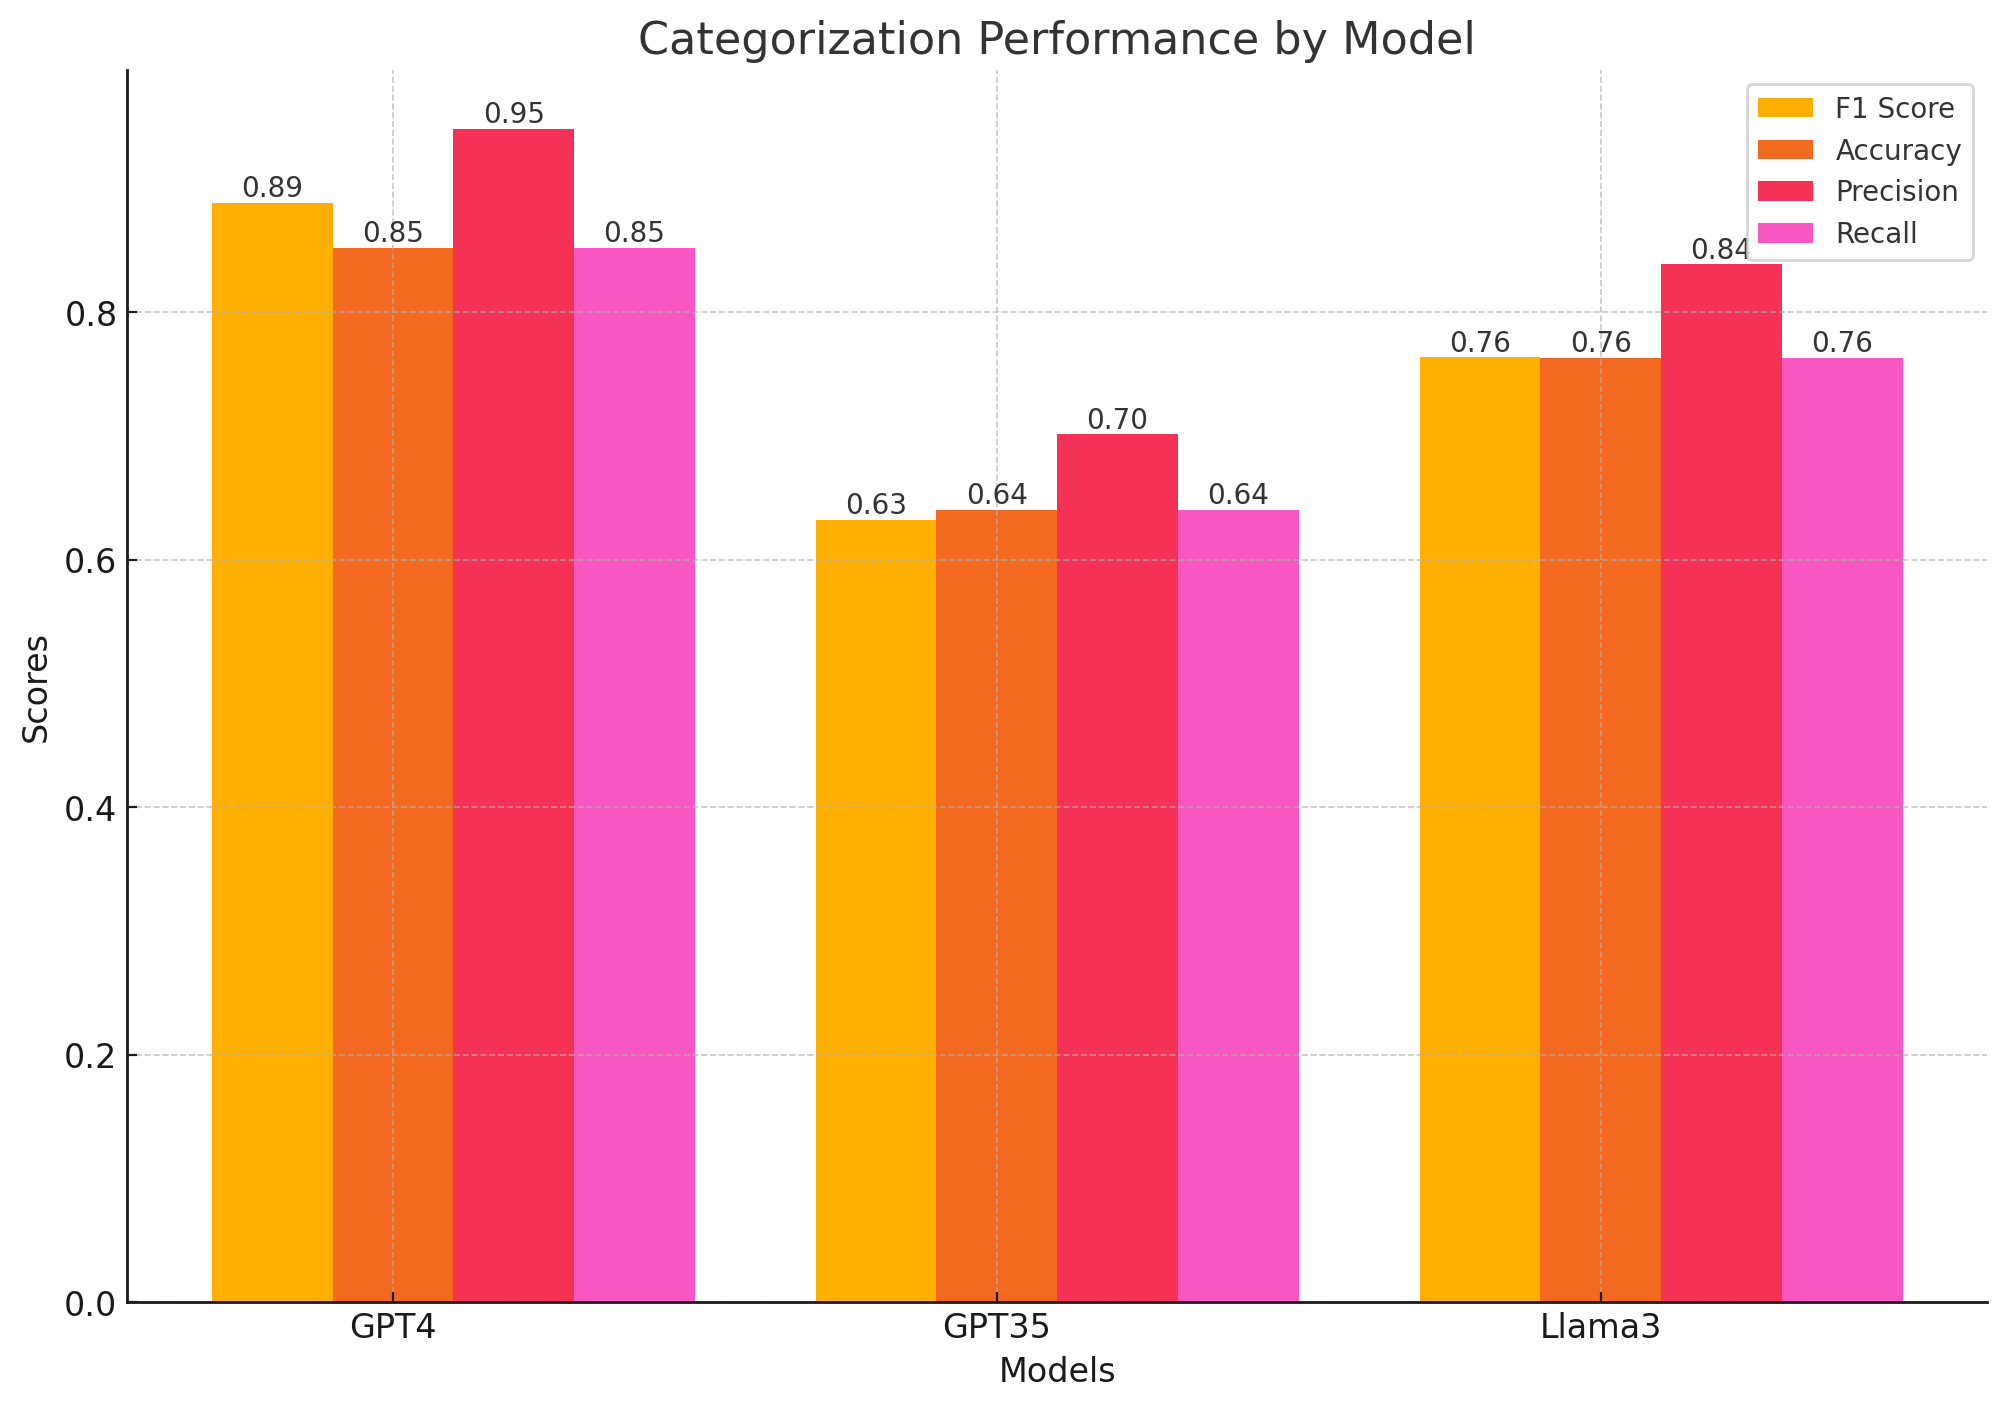 Categorization Performance by Model
F1 Score
Accuracy
Precision
Recall
0.95
0.89
0.85
0.85
0.84
0.76
0.76
0.76
0.70
0.63
0.64
0.64
0.8
0.6
0.4
0.2
0.0
Scores
GPT4
GPT35
Llama3
Models